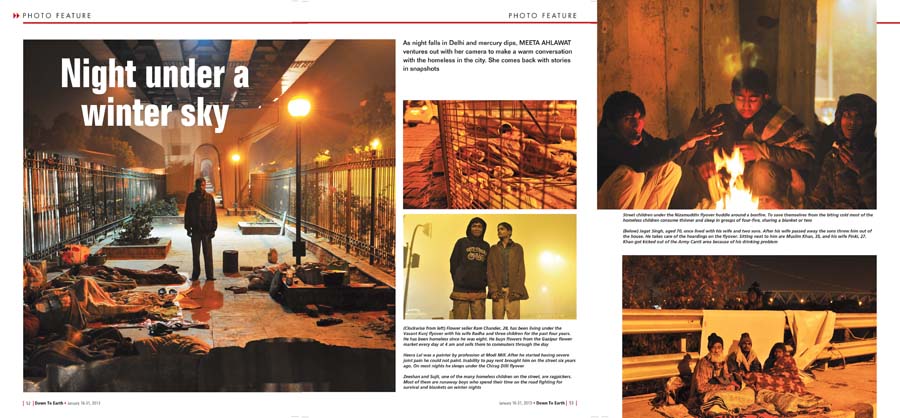 PHOTO FEATURE
Night under a
winter sky
[ 52 ] Down To Earth • January 16-31, 2013
PHOTO FEATURE
As night falls in Delhi and mercury dips, MEETA AHLAWAT
ventures out with her camera to make a warm conversation
with the homeless in the city. She comes back with stories
in snapshots
(Clockwise from left) Flower seller Ram Chander, 28, has been living under the
Vasant Kunj flyover with his wife Radha and three children for the past four years.
He has been homeless since he was eight. He buys flowers from the Gazipur flower
market every day at 4 am and sells them to commuters through the day
Heera Lal was a painter by profession at Modi Mill. After he started having severe
joint pain he could not paint. Inability to pay rent brought him on the street six years
ago. On most nights he sleeps under the Chirag Dilli flyover
Zeeshan and Sujit, one of the many homeless children on the street, are ragpickers.
Most of them are runaway boys who spend their time on the road fighting for
survival and blankets on winter nights
January 16-31, 2013 • Down To Earth [ 53 ]
Street children under the Nizamuddin flyover huddle around a bonfire. To save themselves from the biting cold most of the
homeless children consume thinner and sleep in groups of four-five, sharing a blanket or two
(Below) Jagat Singh, aged 70, once lived with his wife and two sons. After his wife passed away the sons threw him out of
the house. He takes care of the hoardings on the flyover. Sitting next to him are Muslim Khan, 35, and his wife Pinki, 27.
Khan got kicked out of the Army Cantt area because of his drinking problem